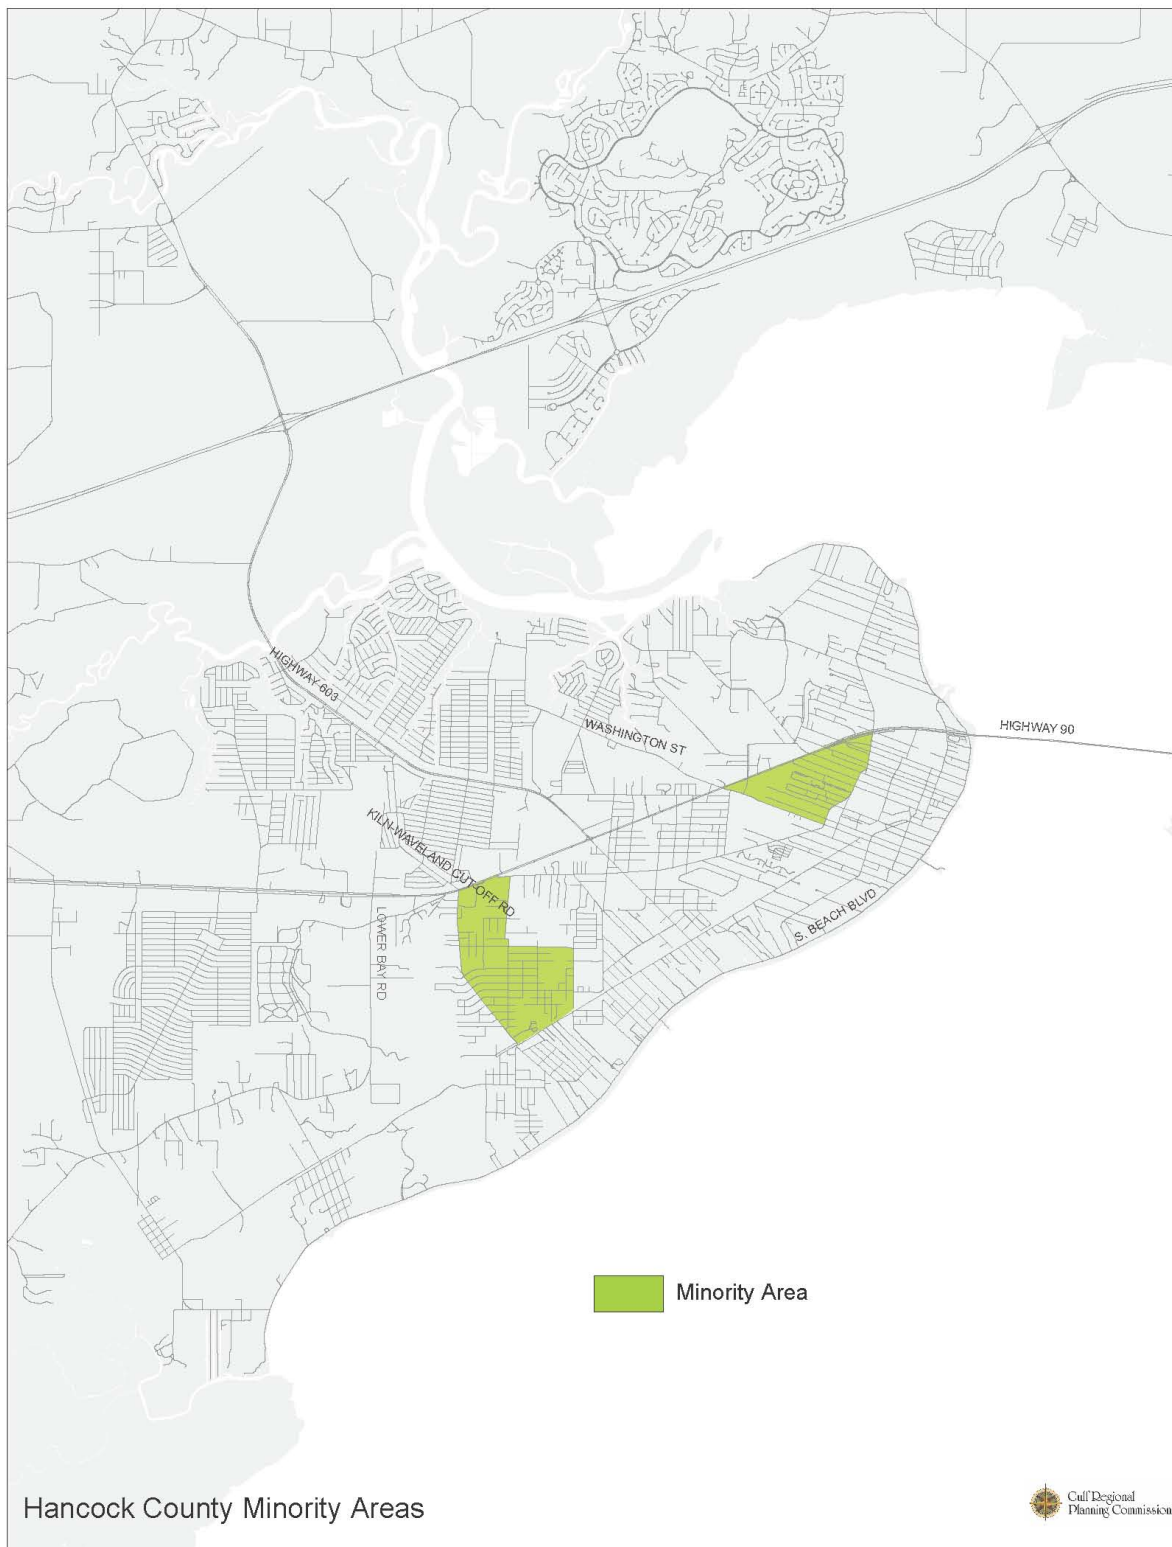 HIGHWAY 603
WASHINGTON ST
HIGHWAY 90
KILN-WAVELAND CUT-OFF RD
S. BEACH BLVD
LOWER BAY RD
Minority Area
Hancock County Minority Areas
Gulf Regional
Planning Commission